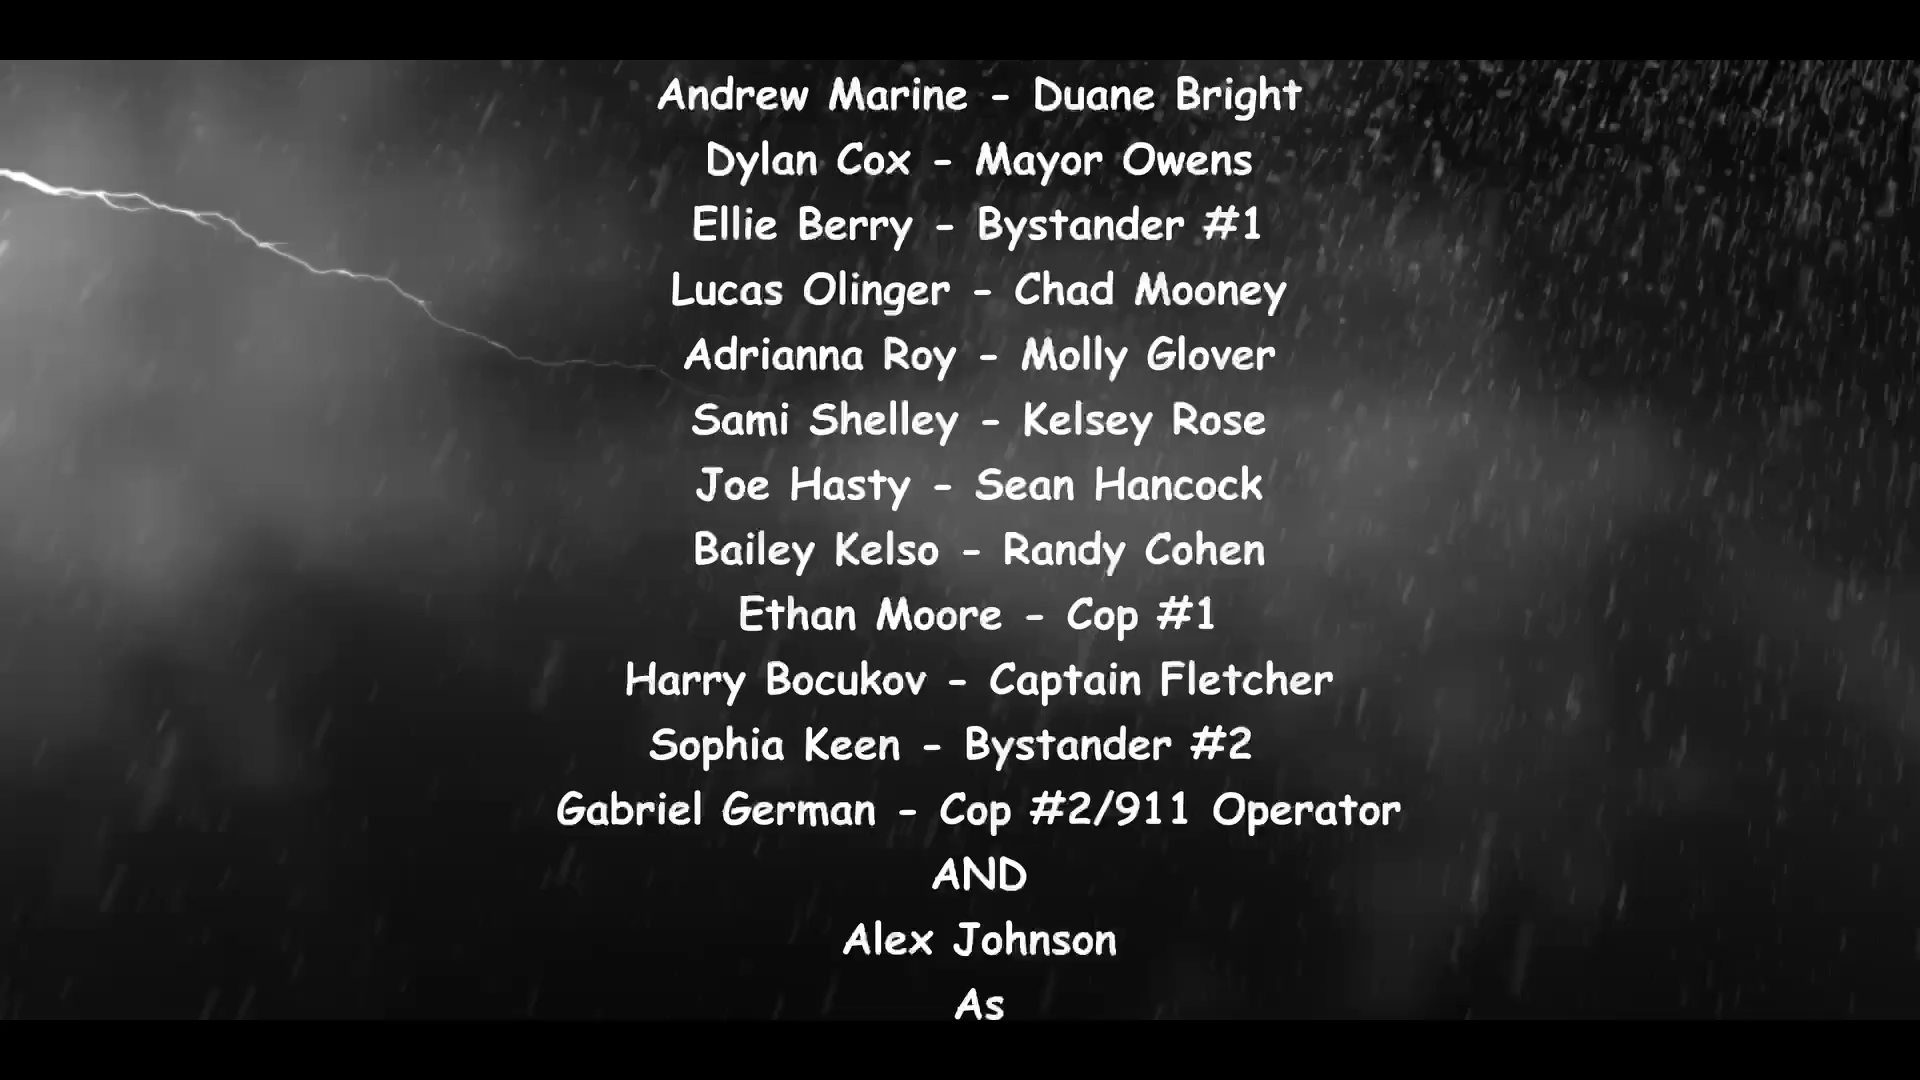 Andrew Marine - Duane Bright
Dylan Cox - Mayor Owens
Ellie Berry - Bystander #1
Lucas Olinger - Chad Mooney
Adrianna Roy - Molly Glover
Sami Shelley - Kelsey Rose
Joe Hasty - Sean Hancock
Bailey Kelso - Randy Cohen
Ethan Moore - Cop #1
Harry Bocukov - Captain Fletcher
Sophia Keen - Bystander #2
Gabriel German - Cop #2/911 Operator
AND
Alex Johnson
As